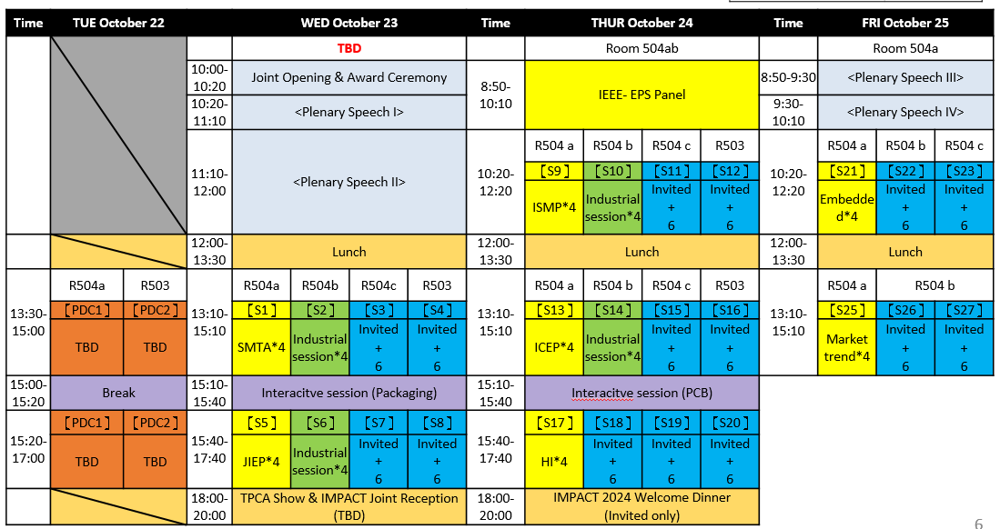 Time TUE October 22 WED October 23 Time THUR October 24 Time FRI October 25
TBD Room 504ab Room 504a
10:00-
10:20
Joint Opening & Award Ceremony
8:50-
10:10
IEEE- EPS Panel
8:50-9:30 <Plenary Speech III>
10:20-
11:10
<Plenary Speech I>
9:30-
10:10
<Plenary Speech IV>
11:10-
12:00
<Plenary Speech II>
10:20-
12:20
R504 a R504 b R504 c R503
【S9】 【S10】 【S11】 【S12】
ISMP*4
Industrial
session*4
Invited
+
6
Invited
+
6
10:20-
12:20
R504 a R504 b R504 c
【S21】 【S22】 【S23】
Embedde
d*4
Invited
+
6
Invited
+
6
12:00-
13:30
Lunch
12:00-
13:30
Lunch
12:00-
13:30
Lunch
13:30-
15:00
R504a R503
【PDC1】 【PDC2】
TBD TBD
13:10-
15:10
R504a R504b R504c R503
【S1】 【S2】 【S3】 【S4】
SMTA*4
Industrial
session*4
Invited
+
6
Invited
+
6
13:10-
15:10
R504 a R504 b R504 c R503
【S13】 【S14】 【S15】 【S16】
ICEP*4
Industrial
session*4
Invited
+
6
Invited
+
6
13:10-
15:10
R504 a R504 b
【S25】 【S26】 【S27】
Market
trend*4
Invited
+
6
Invited
+
6
15:00-
15:20
Break
15:10-
15:40
Interacitve session (Packaging)
15:10-
15:40
Interacitve session (PCB)
15:20-
17:00
【PDC1】 【PDC2】
TBD TBD
15:40-
17:40
【S5】 【S6】 【S7】 【S8】
JIEP*4
Industrial
session*4
Invited
+
6
Invited
+
6
15:40-
17:40
【S17】 【S18】 【S19】 【S20】
HI*4
Invited
+
6
Invited
+
6
Invited
+
6
18:00-
20:00
TPCA Show & IMPACT Joint Reception
(TBD)
18:00-
20:00
IMPACT 2024 Welcome Dinner
(Invited only)
6